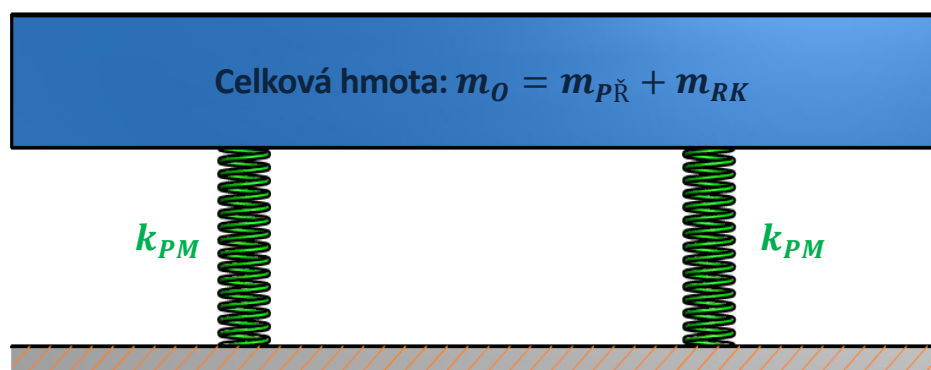 Celková hmota: m_O = m_PŘ + m_RK
k_PM k_PM